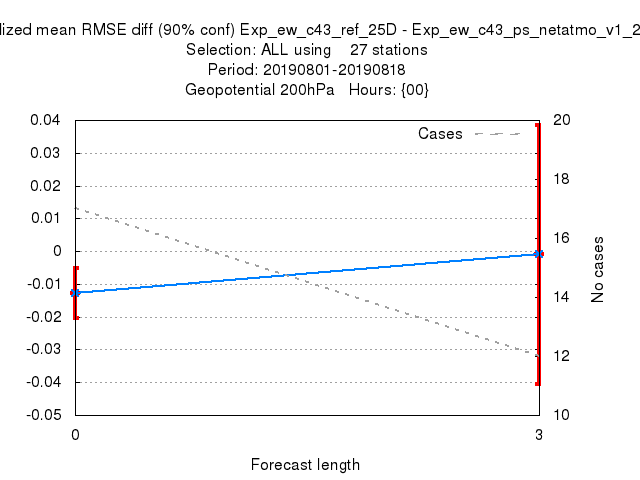 lized mean RMSE diff (90% conf) Exp_ew_c43_ref_25D - Exp_ew_c43_ps_netatmo_v1_2
Selection: ALL using 27 stations
Period: 20190801-20190818
Geopotential 200hPa Hours: {00}
Cases
0.04
0.03
0.02
0.01
0
-0.01
-0.02
-0.03
-0.04
-0.05
20
18
16
14
12
10
No cases
0
3
Forecast length